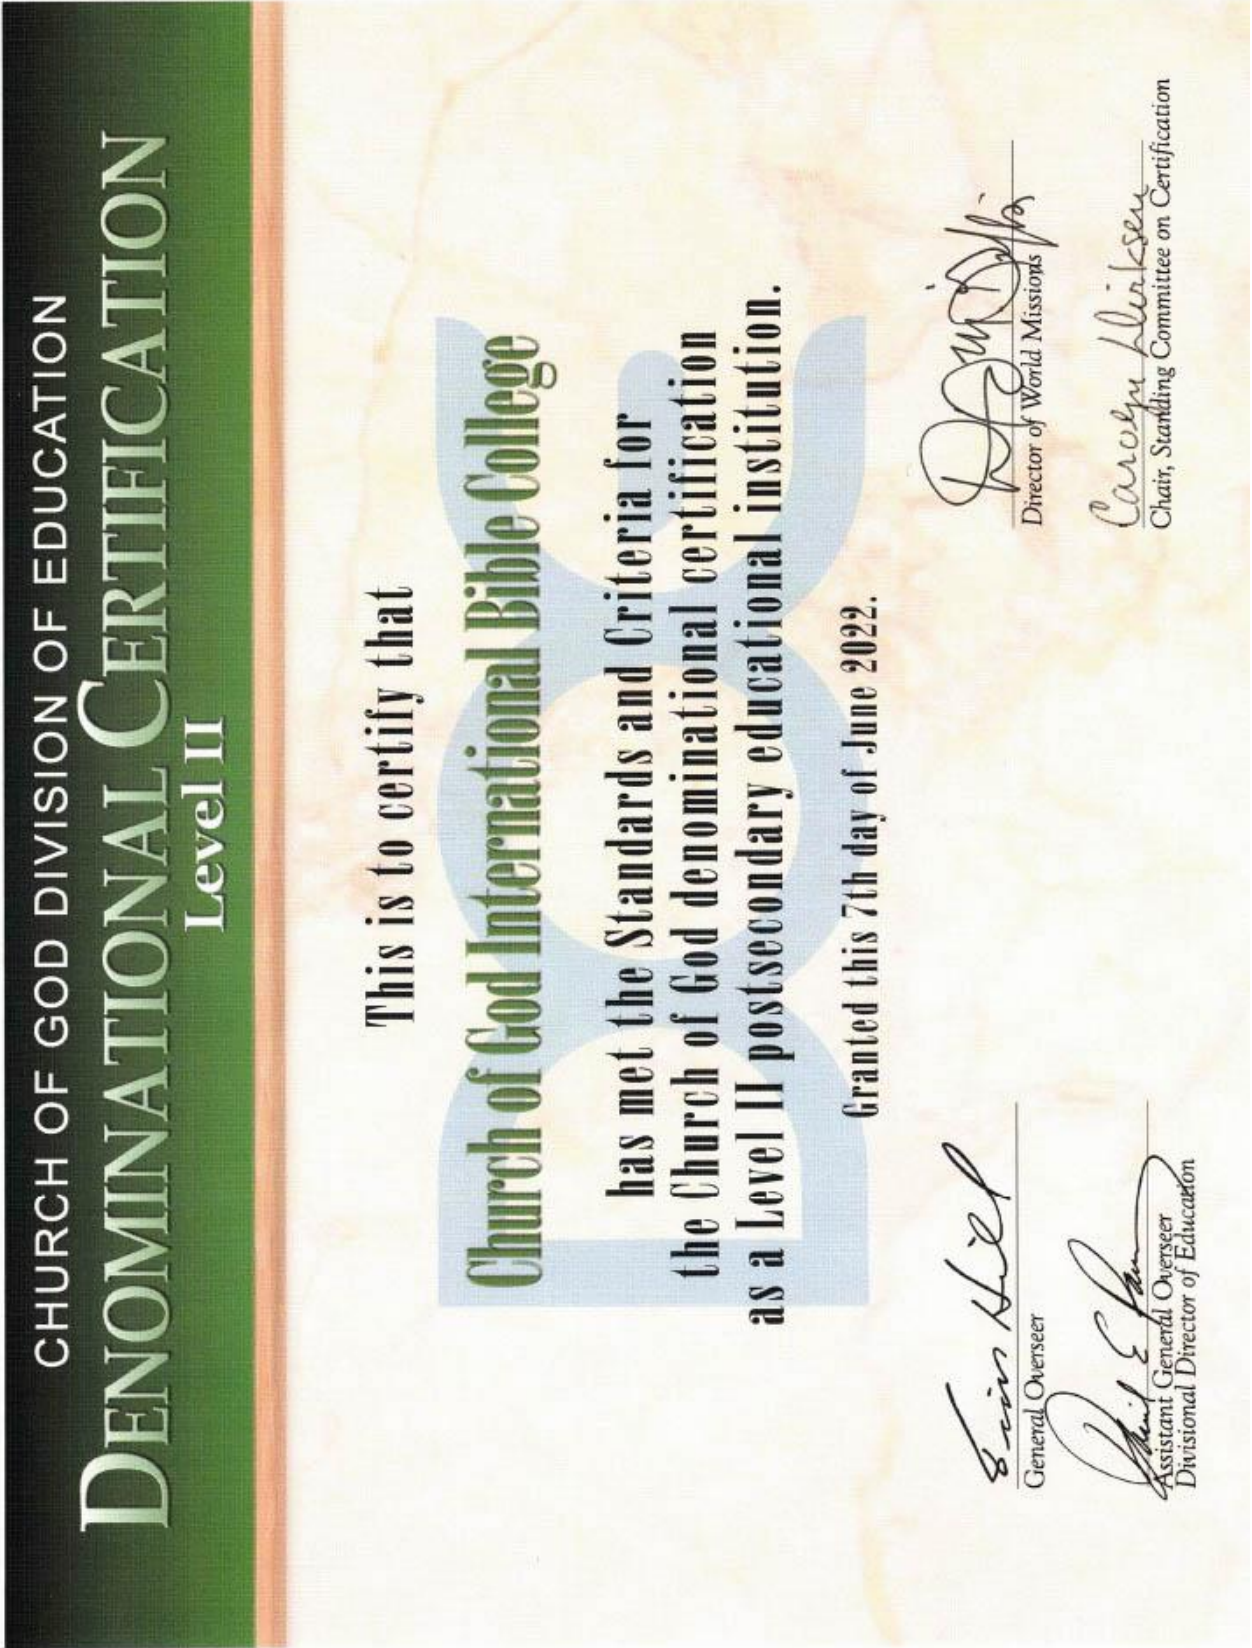 CHURCH OF GOD DIVISION OF EDUCATION
DENOMINATIONAL CERTIFICATION
Level II
This is to certify that
Church of God International Bible College
has met the Standards and Criteria for
the Church of God denominational certification
as a Level II postsecondary educational institution.
Granted this 7th day of June 2022.
Hill
General Overseer
E
Assistant General Overseer
Divisional Director of Education
Director of World Missions
Carolyn Dirksen
Chair, Standing Committee on Certification